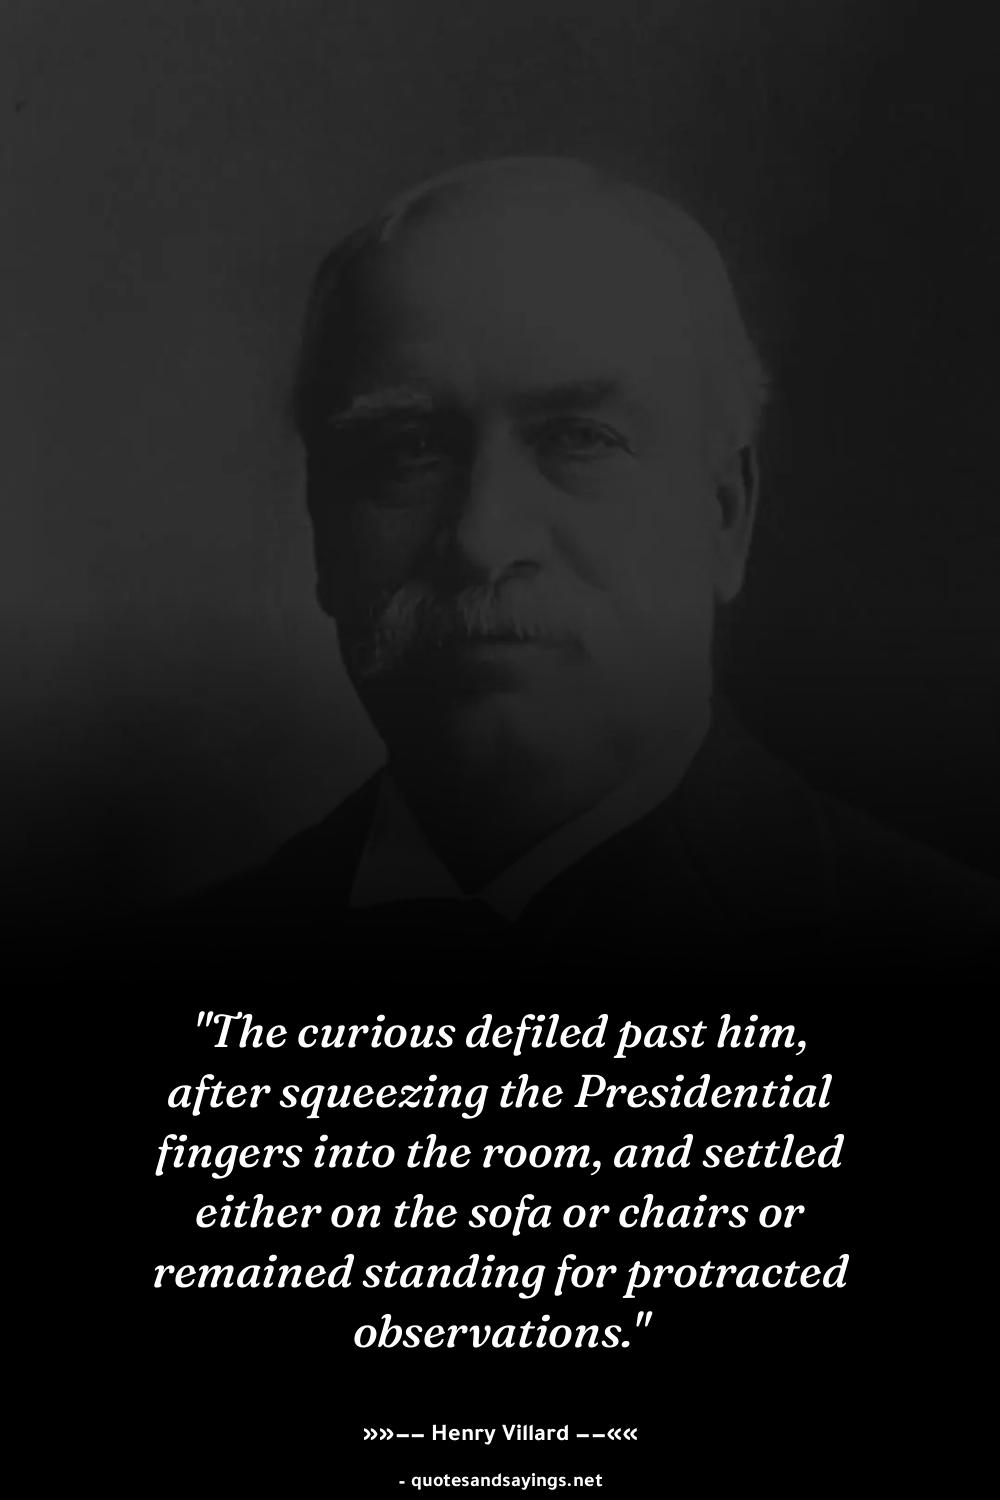 "The curious defiled past him,
after squeezing the Presidential
fingers into the room, and settled
either on the sofa or chairs or
remained standing for protracted
observations."
»»–– Henry Villard ––««
- quotesandsayings.net